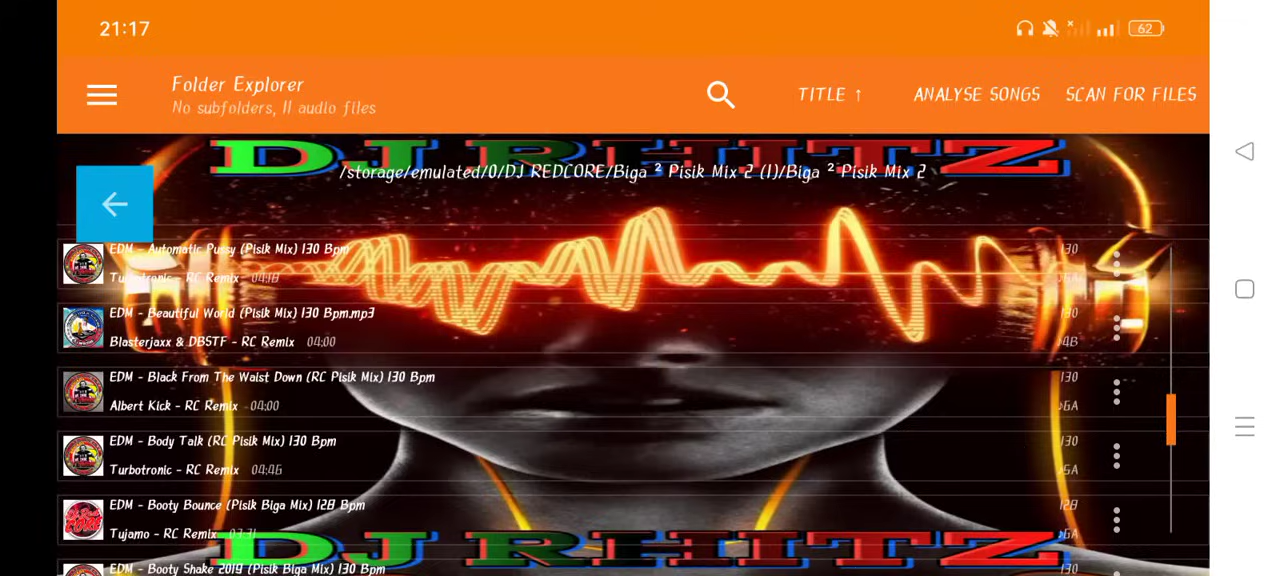 21:17
62
Folder Explorer
No subfolders, 11 audio files
TITLE ↑
ANALYSE SONGS
SCAN FOR FILES
DJ RHITZ
/storage/emulated/0/DJ REDCORE/Biga ² Pisik Mix 2 (1)/Biga ² Pisik Mix 2
EDM - Automatic Pussy (Pisik Mix) 130 Bpm
130
Turbotronic - RC Remix 04:18
EDM - Beautiful World (Pisik Mix) 130 Bpm.mp3
130
Blasterjaxx & DBSTF - RC Remix 04:00
♪4B
EDM - Black From The Waist Down (RC Pisik Mix) 130 Bpm
130
Albert Kick - RC Remix 04:00
♪6A
EDM - Body Talk (RC Pisik Mix) 130 Bpm
130
Turbotronic - RC Remix 04:46
♪5A
EDM - Booty Bounce (Pisik Biga Mix) 128 Bpm
128
Tujamo - RC Remix 03:31
♪6A
DJ RHITZ
EDM - Booty Shake 2019 (Pisik Biga Mix) 130 Bpm
130